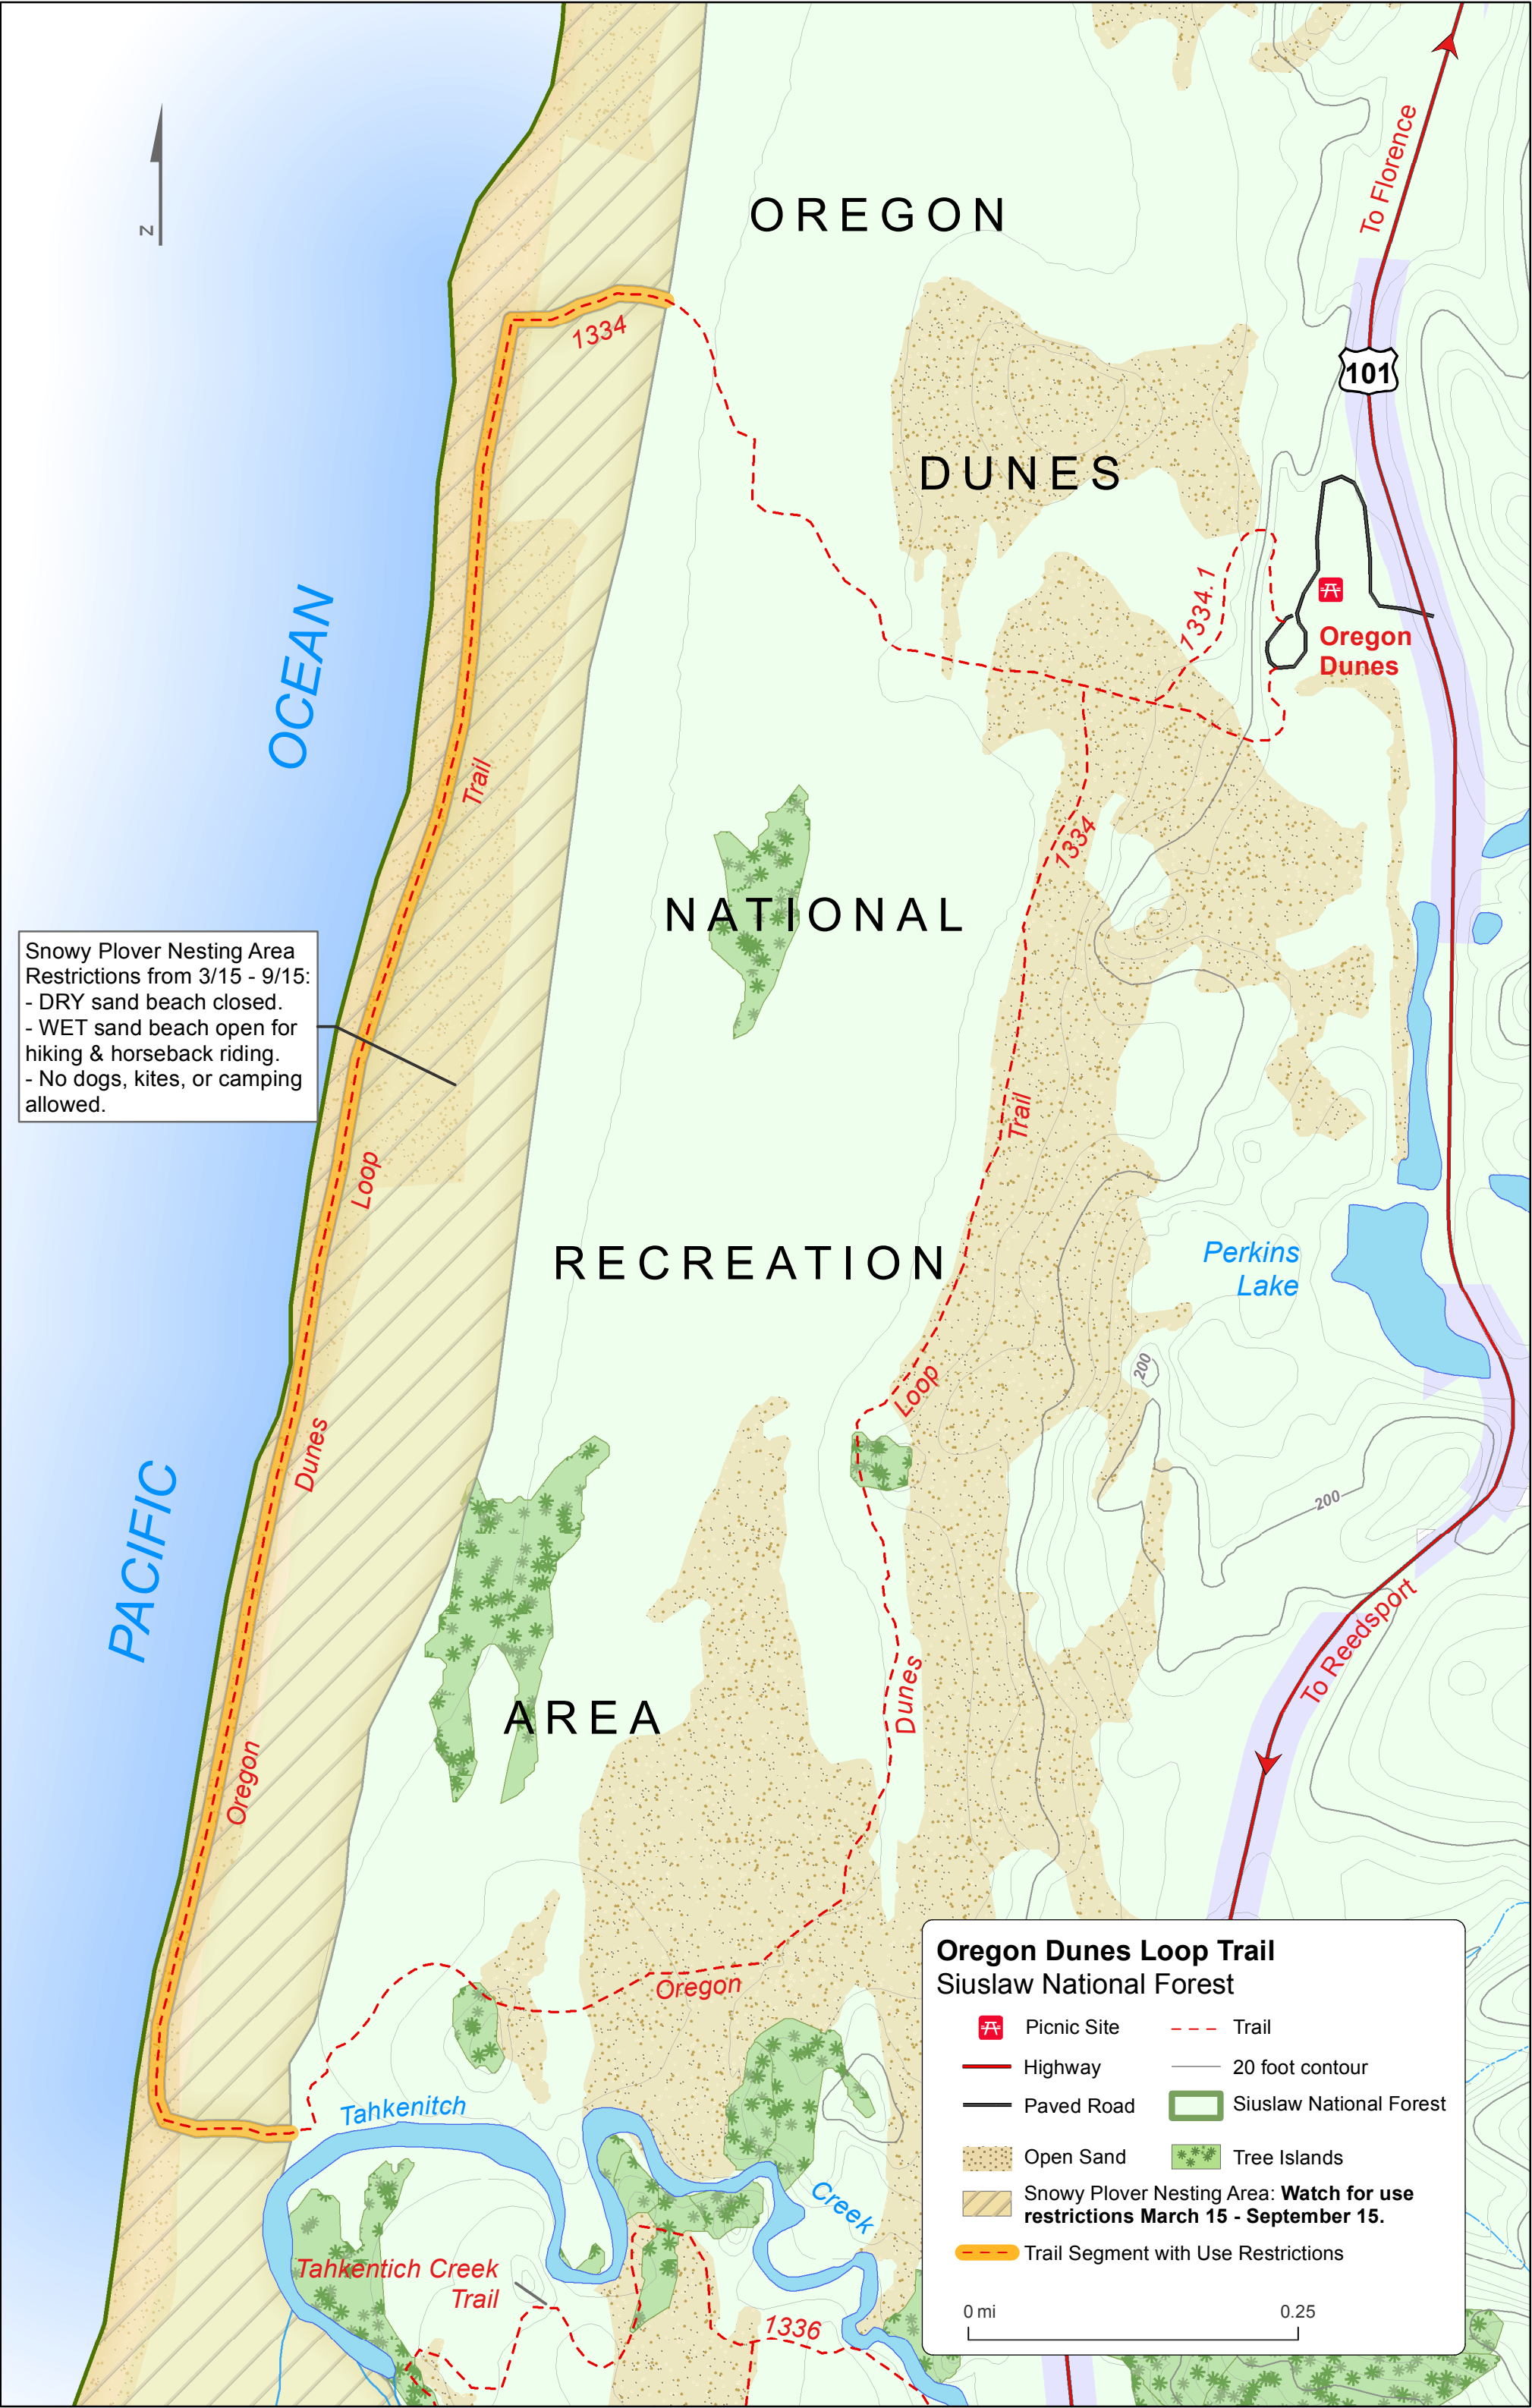 To Florence
N
OREGON
101
1334
DUNES
1334.1
Oregon
Dunes
OCEAN
Trail
1334
NATIONAL
Snowy Plover Nesting Area
Restrictions from 3/15 - 9/15:
- DRY sand beach closed.
- WET sand beach open for
hiking & horseback riding.
- No dogs, kites, or camping
allowed.
Trail
Loop
Perkins
Lake
RECREATION
200
Loop
Dunes
200
PACIFIC
To Reedsport
Dunes
AREA
Oregon
Oregon
Tahkenitch
Creek
Tahkentich Creek
Trail
1336
Oregon Dunes Loop Trail
Siuslaw National Forest
Picnic Site
Trail
Highway
20 foot contour
Paved Road
Siuslaw National Forest
Open Sand
Tree Islands
Snowy Plover Nesting Area: Watch for use
restrictions March 15 - September 15.
Trail Segment with Use Restrictions
0 mi
0.25